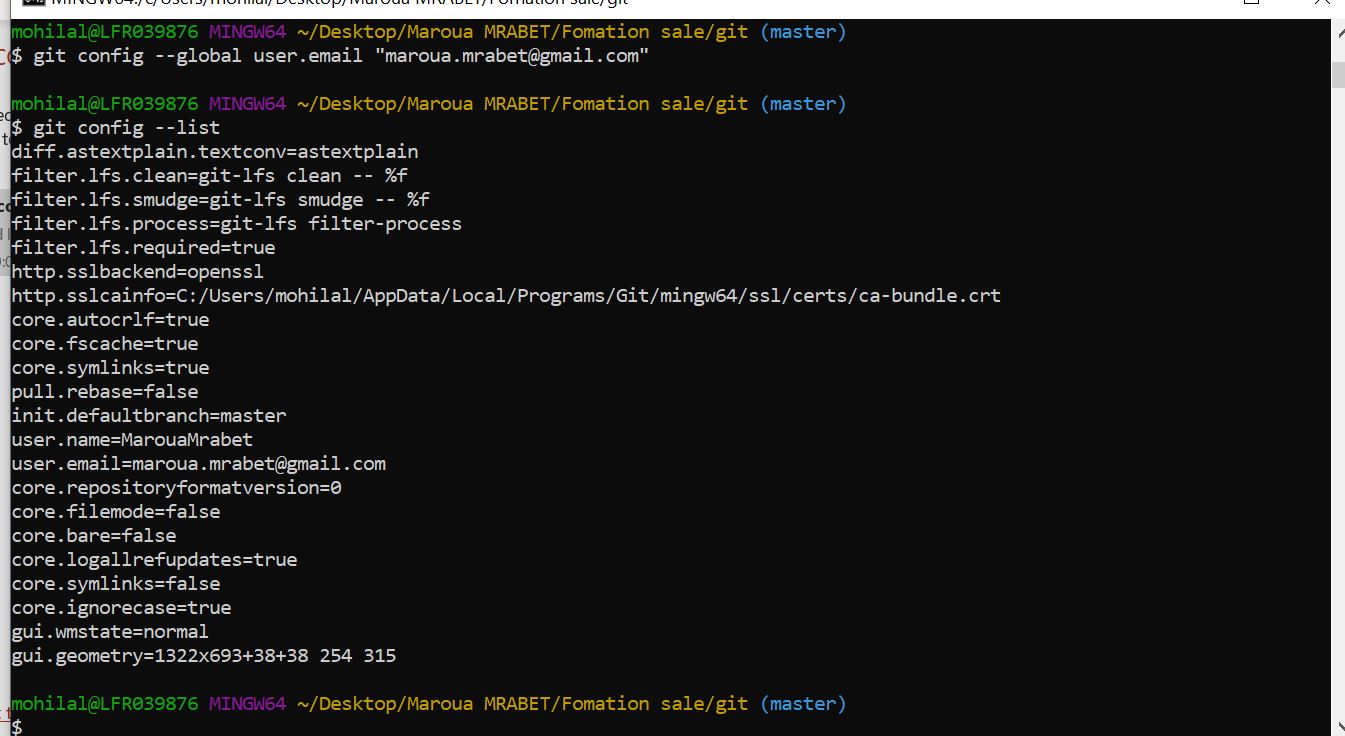 MINGW64:/c/Users/mohilal/Desktop/Maroua MRABET/Fomation sale/git
mohilal@LFR039876 MINGW64 ~/Desktop/Maroua MRABET/Fomation sale/git (master)
$ git config --global user.email "maroua.mrabet@gmail.com"
mohilal@LFR039876 MINGW64 ~/Desktop/Maroua MRABET/Fomation sale/git (master)
$ git config --list
diff.astextplain.textconv=astextplain
filter.lfs.clean=git-lfs clean -- %f
filter.lfs.smudge=git-lfs smudge -- %f
filter.lfs.process=git-lfs filter-process
filter.lfs.required=true
http.sslbackend=openssl
http.sslcainfo=C:/Users/mohilal/AppData/Local/Programs/Git/mingw64/ssl/certs/ca-bundle.crt
core.autocrlf=true
core.fscache=true
core.symlinks=true
pull.rebase=false
init.defaultbranch=master
user.name=MarouaMrabet
user.email=maroua.mrabet@gmail.com
core.repositoryformatversion=0
core.filemode=false
core.bare=false
core.logallrefupdates=true
core.symlinks=false
core.ignorecase=true
gui.wmstate=normal
gui.geometry=1322x693+38+38 254 315
mohilal@LFR039876 MINGW64 ~/Desktop/Maroua MRABET/Fomation sale/git (master)
$